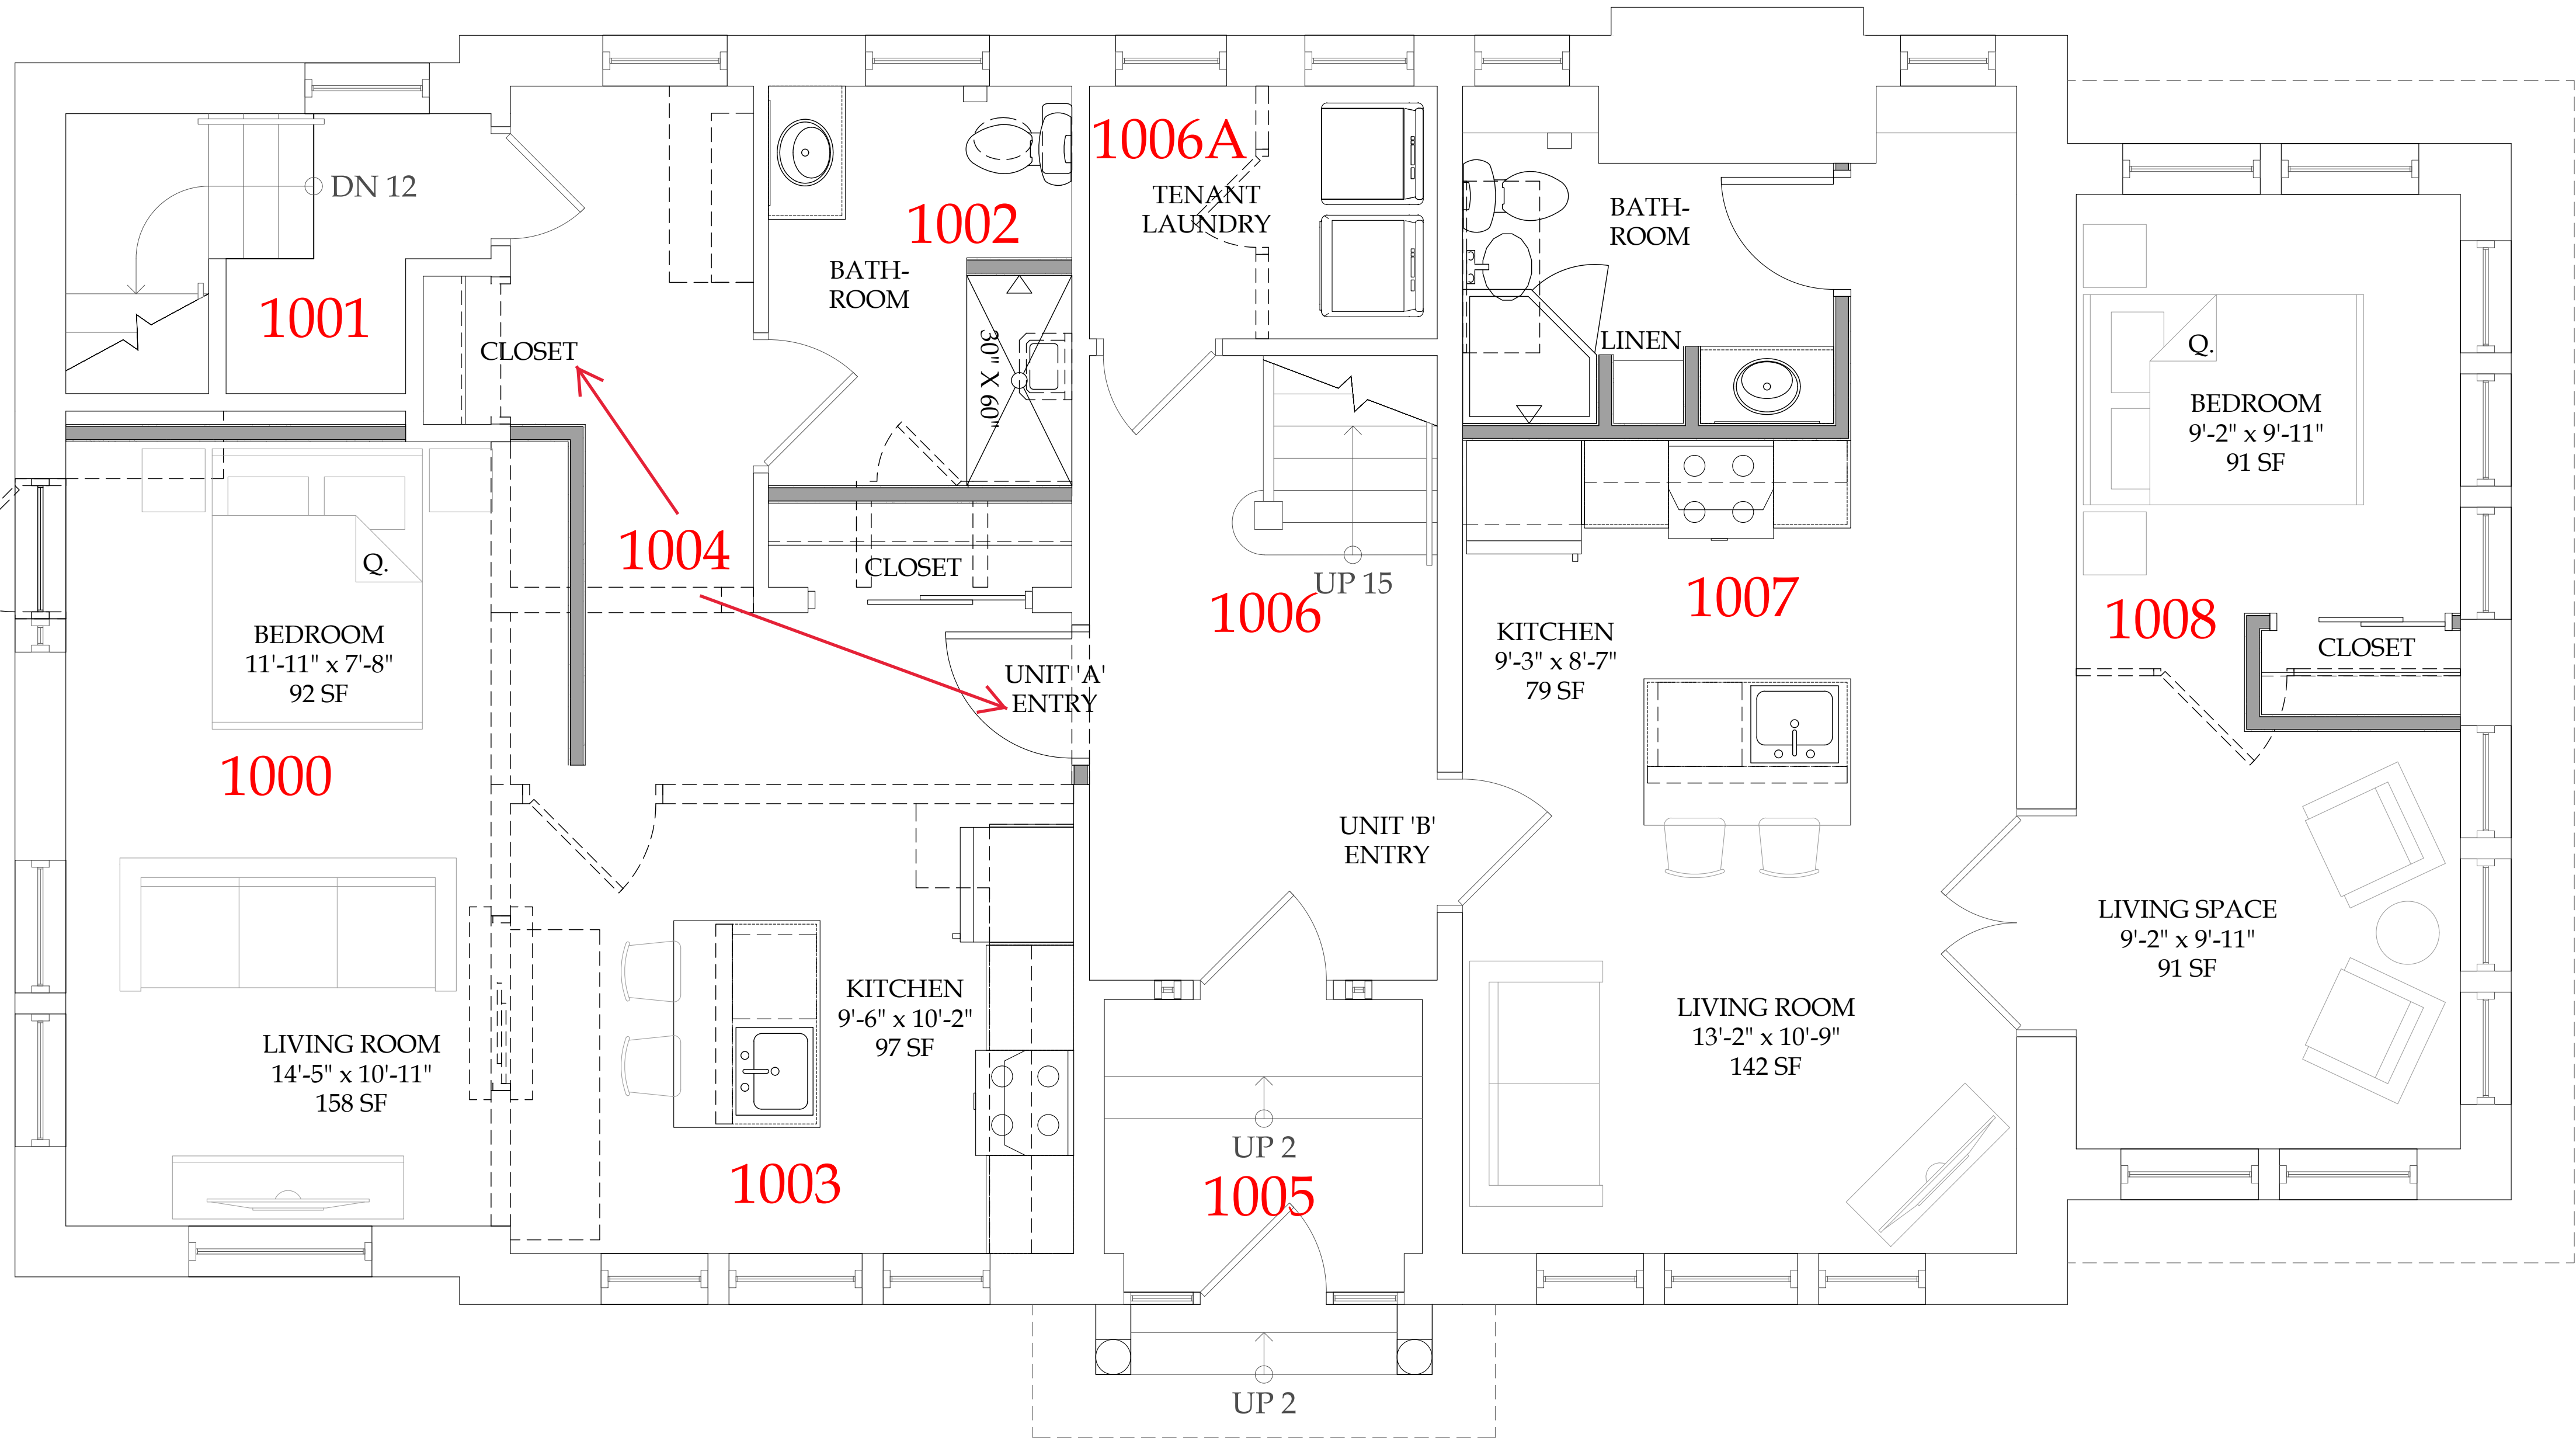 DN 12
1001
CLOSET
1002
BATH-
ROOM
30" X 60"
1006A
TENANT
LAUNDRY
BATH-
ROOM
LINEN
Q.
BEDROOM
9'-2" x 9'-11"
91 SF
1008
CLOSET
Q.
BEDROOM
11'-11" x 7'-8"
92 SF
1000
1004
CLOSET
UNIT 'A'
ENTRY
UP 15
1006
1007
KITCHEN
9'-3" x 8'-7"
79 SF
UNIT 'B'
ENTRY
LIVING ROOM
14'-5" x 10'-11"
158 SF
KITCHEN
9'-6" x 10'-2"
97 SF
1003
UP 2
1005
UP 2
LIVING ROOM
13'-2" x 10'-9"
142 SF
LIVING SPACE
9'-2" x 9'-11"
91 SF